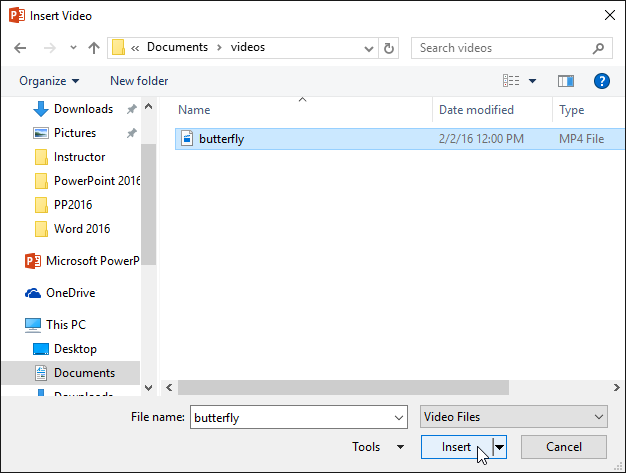 Insert Video
« Documents › videos
Search videos
Organize New folder
Name Date modified Type
butterfly 2/2/16 12:00 PM MP4 File
Downloads
Pictures
Instructor
PowerPoint 2016
PP2016
Word 2016
Microsoft PowerP
OneDrive
This PC
Desktop
Documents
Downloads
File name: butterfly Video Files
Tools Insert Cancel